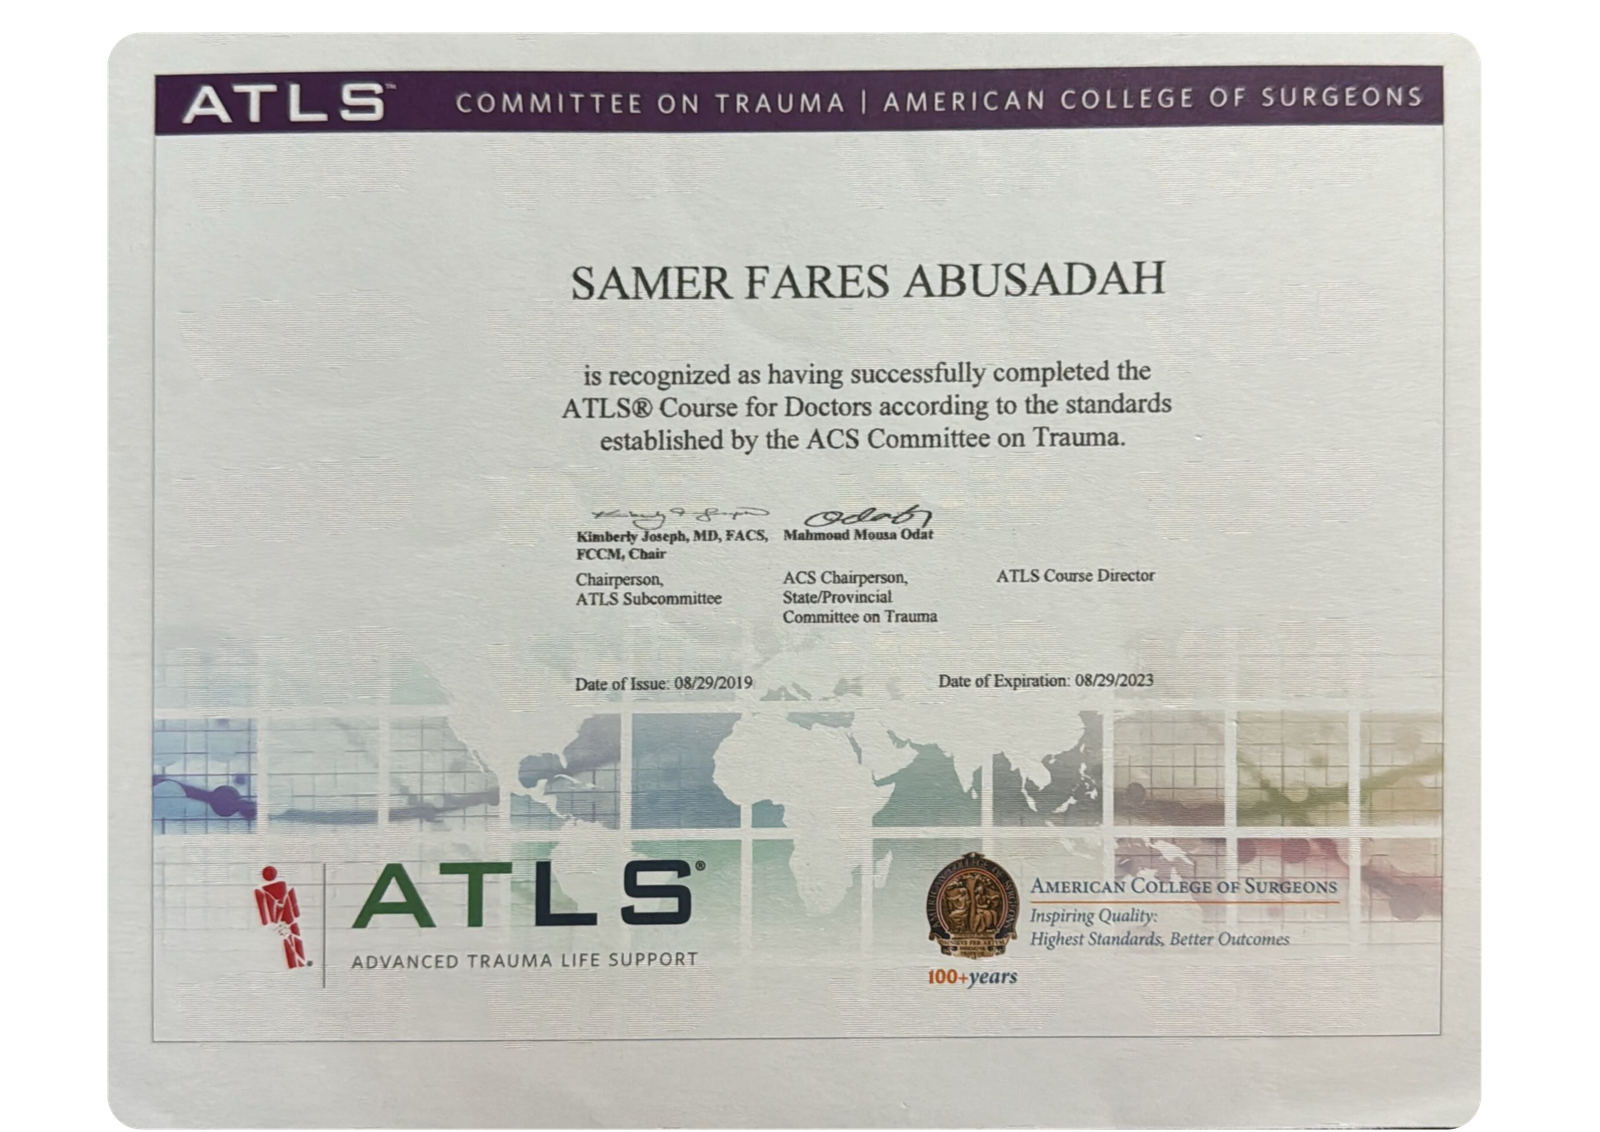 ATLS™ COMMITTEE ON TRAUMA | AMERICAN COLLEGE OF SURGEONS
SAMER FARES ABUSADAH
is recognized as having successfully completed the
ATLS® Course for Doctors according to the standards
established by the ACS Committee on Trauma.
Kimberly Joseph, MD, FACS,
FCCM, Chair
Chairperson,
ATLS Subcommittee
Odat
Mahmoud Mousa Odat
ACS Chairperson,
State/Provincial
Committee on Trauma
ATLS Course Director
Date of Issue: 08/29/2019
Date of Expiration: 08/29/2023
ATLS®
ADVANCED TRAUMA LIFE SUPPORT
100+years
AMERICAN COLLEGE OF SURGEONS
Inspiring Quality:
Highest Standards, Better Outcomes